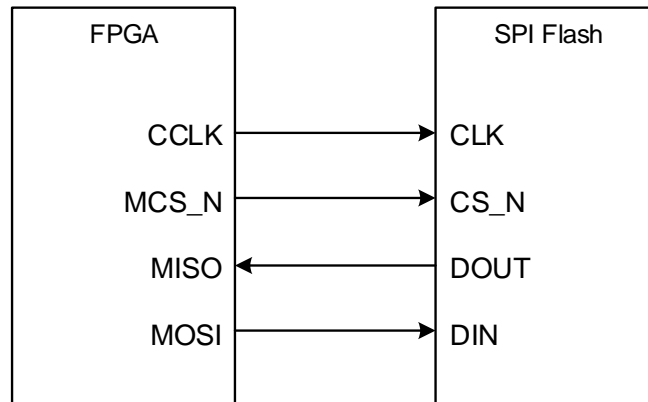 FPGA
SPI Flash
CCLK
CLK
MCS_N
CS_N
MISO
DOUT
MOSI
DIN